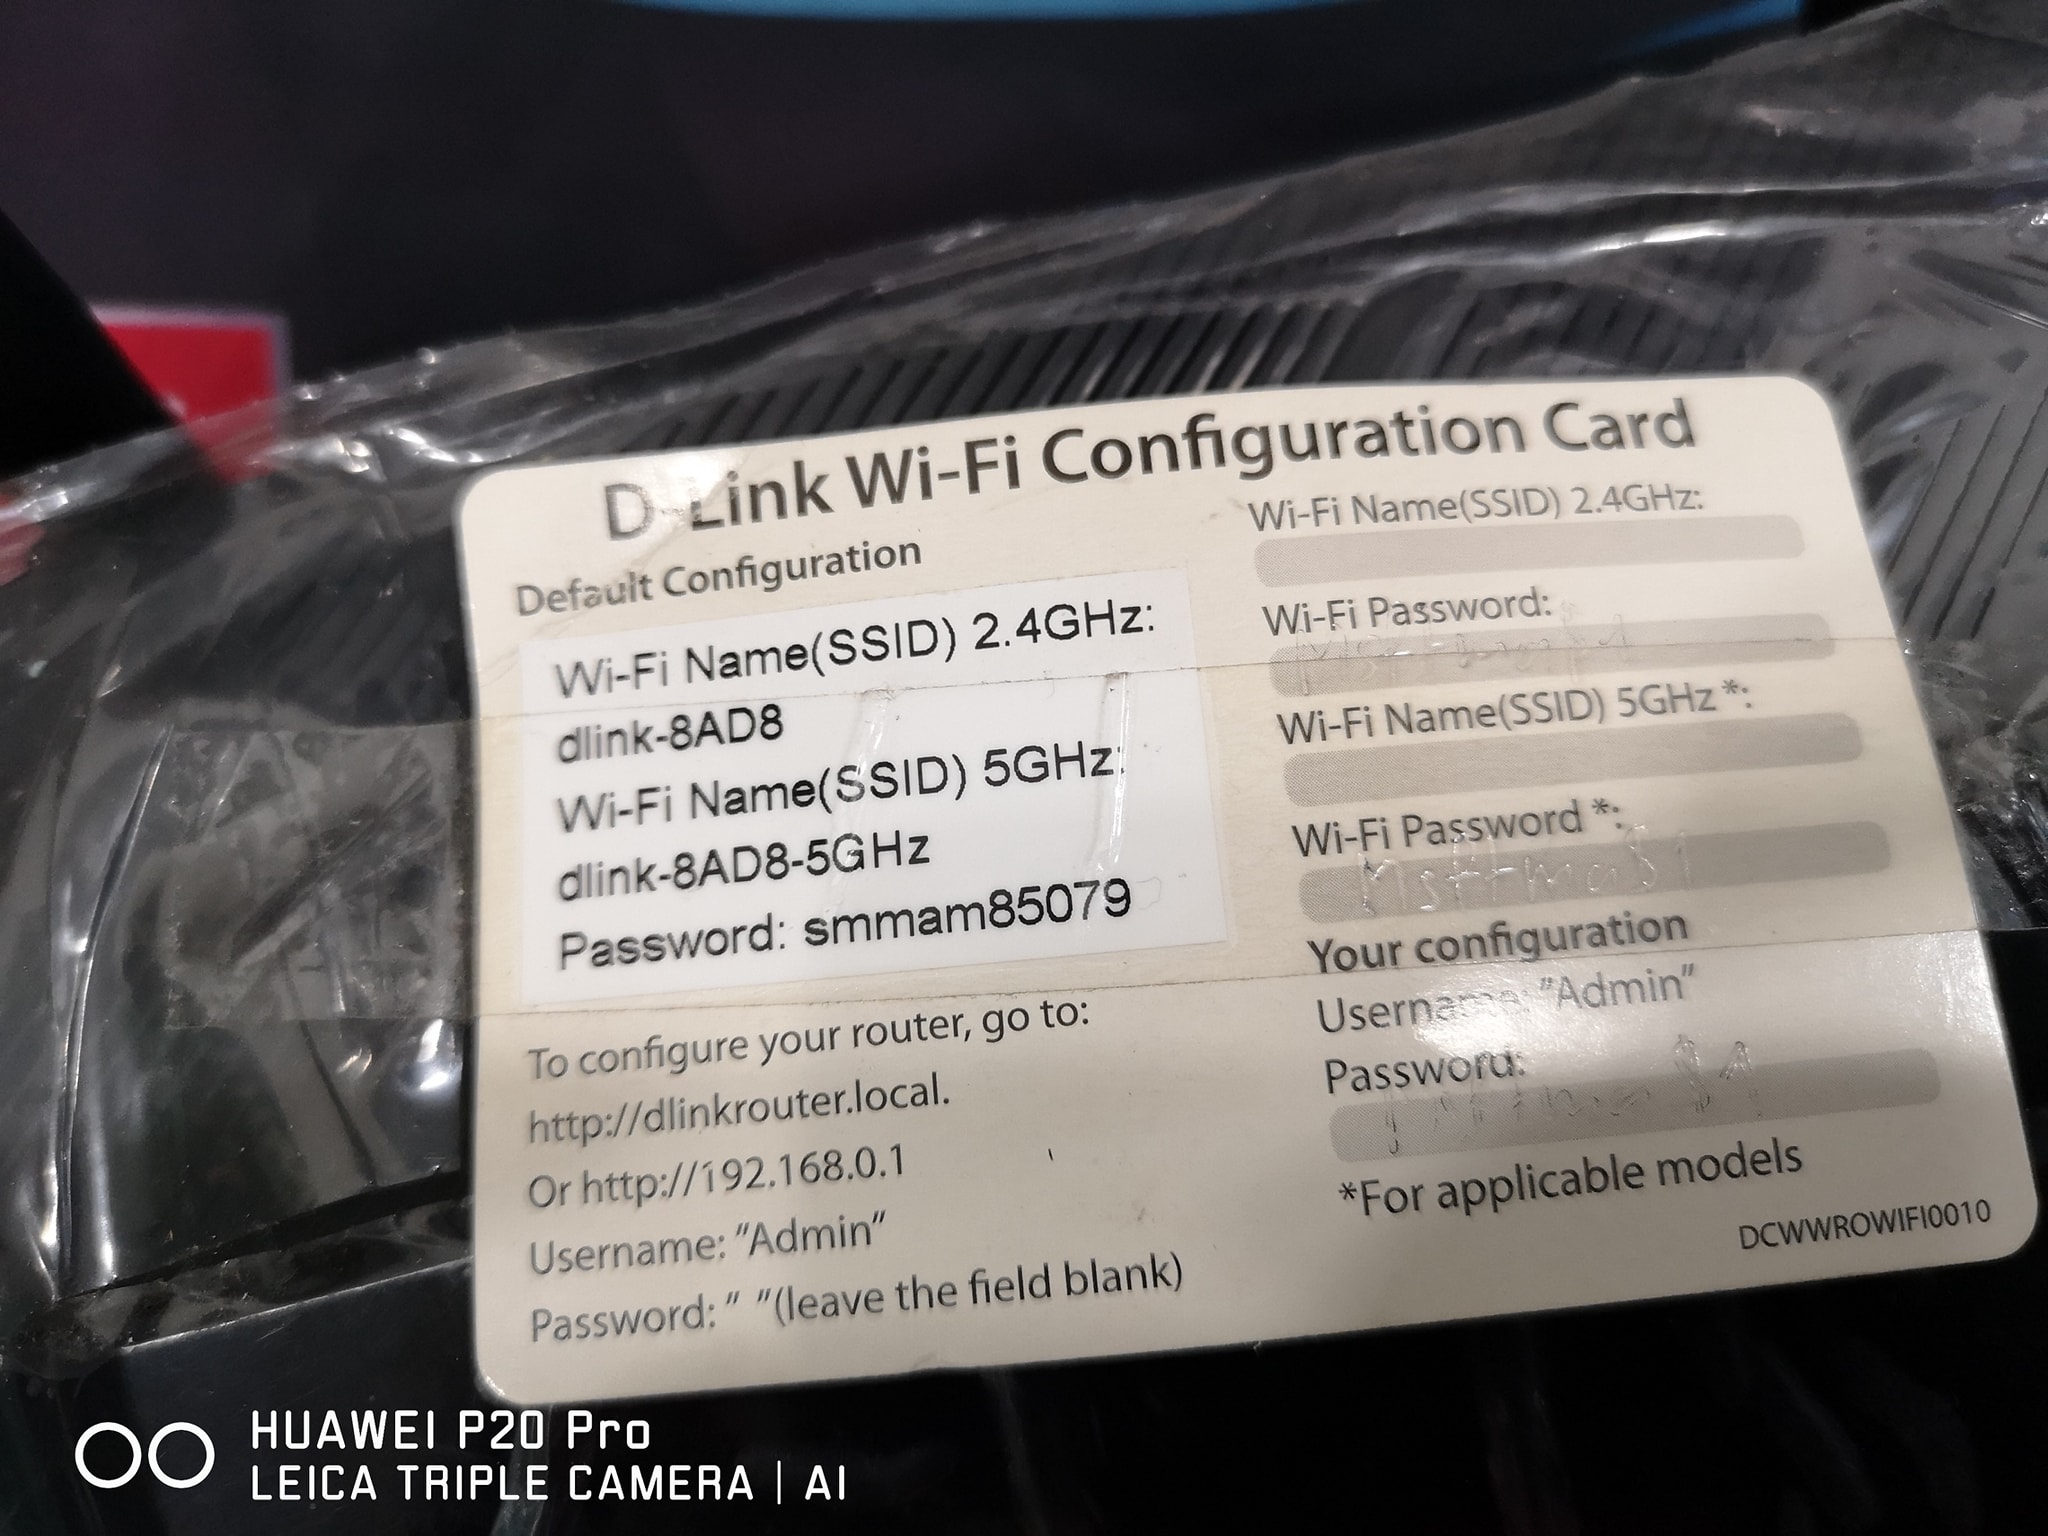 D-Link Wi-Fi Configuration Card
Default Configuration
Wi-Fi Name(SSID) 2.4GHz:
dlink-8AD8
Wi-Fi Name(SSID) 5GHz:
dlink-8AD8-5GHz
Password: smmam85079
To configure your router, go to:
http://dlinkrouter.local.
Or http://192.168.0.1
Username: "Admin"
Password: " "(leave the field blank)
Wi-Fi Name(SSID) 2.4GHz:
Wi-Fi Password:
Wi-Fi Name(SSID) 5GHz*:
Wi-Fi Password*:
Your configuration
Username: "Admin"
Password:
*For applicable models
DCWWROWIFI0010
HUAWEI P20 Pro
LEICA TRIPLE CAMERA | AI